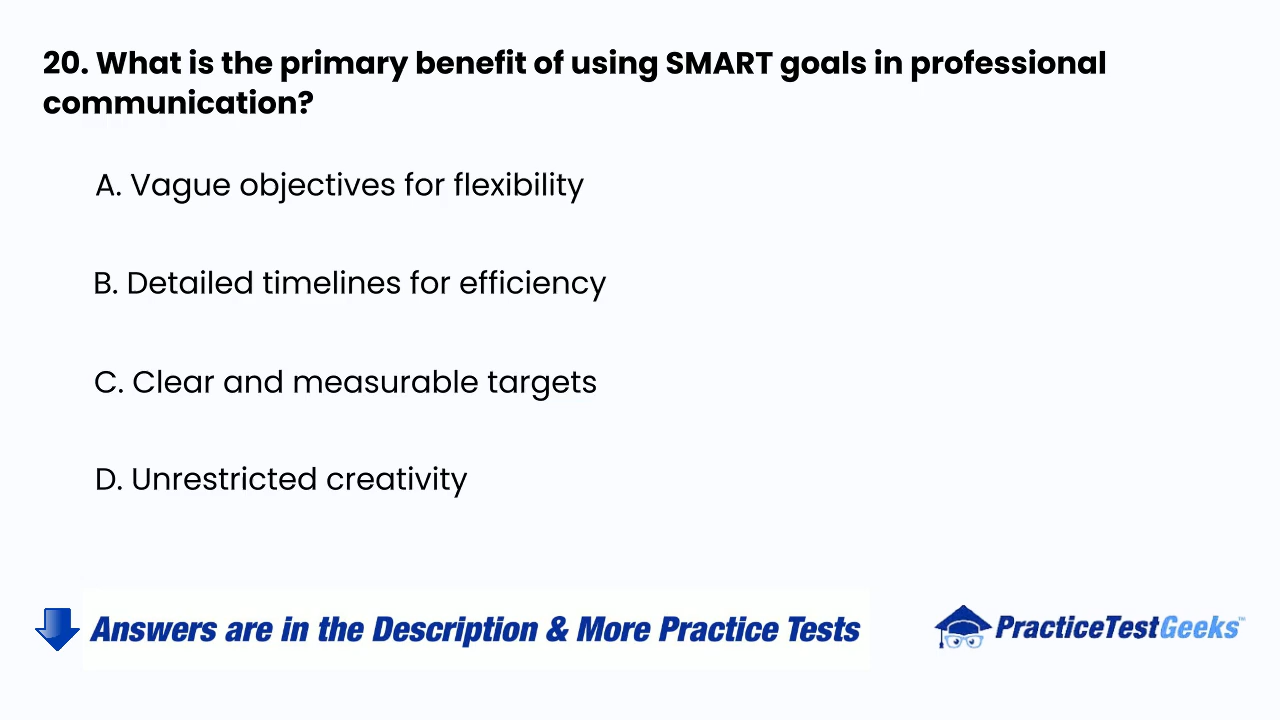 20. What is the primary benefit of using SMART goals in professional
communication?
A. Vague objectives for flexibility
B. Detailed timelines for efficiency
C. Clear and measurable targets
D. Unrestricted creativity
Answers are in the Description & More Practice Tests
PracticeTestGeeks™